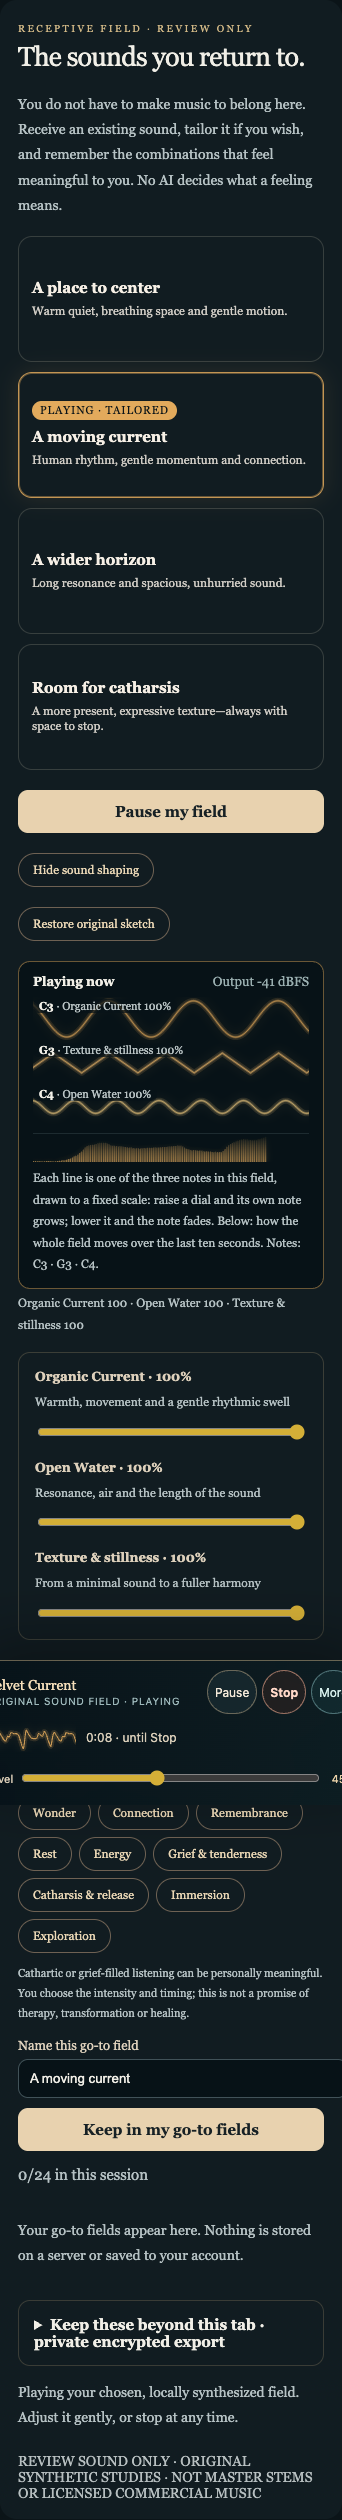 RECEPTIVE FIELD · REVIEW ONLY
The sounds you return to.
You do not have to make music to belong here.
Receive an existing sound, tailor it if you wish,
and remember the combinations that feel
meaningful to you. No AI decides what a feeling
means.
A place to center
Warm quiet, breathing space and gentle motion.
PLAYING · TAILORED
A moving current
Human rhythm, gentle momentum and connection.
A wider horizon
Long resonance and spacious, unhurried sound.
Room for catharsis
A more present, expressive texture—always with
space to stop.
Pause my field
Hide sound shaping
Restore original sketch
Playing now Output -41 dBFS
C3 · Organic Current 100%
G3 · Texture & stillness 100%
C4 · Open Water 100%
Each line is one of the three notes in this field,
drawn to a fixed scale: raise a dial and its own note
grows; lower it and the note fades. Below: how the
whole field moves over the last ten seconds. Notes:
C3 · G3 · C4.
Organic Current 100 · Open Water 100 · Texture &
stillness 100
Organic Current · 100%
Warmth, movement and a gentle rhythmic swell
Open Water · 100%
Resonance, air and the length of the sound
Texture & stillness · 100%
From a minimal sound to a fuller harmony
elvet Current
RIGINAL SOUND FIELD · PLAYING
Pause Stop Mor
0:08 · until Stop
vel 45
Wonder Connection Remembrance
Rest Energy Grief & tenderness
Catharsis & release Immersion
Exploration
Cathartic or grief-filled listening can be personally meaningful.
You choose the intensity and timing; this is not a promise of
therapy, transformation or healing.
Name this go-to field
A moving current
Keep in my go-to fields
0/24 in this session
Your go-to fields appear here. Nothing is stored
on a server or saved to your account.
▶ Keep these beyond this tab ·
private encrypted export
Playing your chosen, locally synthesized field.
Adjust it gently, or stop at any time.
REVIEW SOUND ONLY · ORIGINAL
SYNTHETIC STUDIES · NOT MASTER STEMS
OR LICENSED COMMERCIAL MUSIC